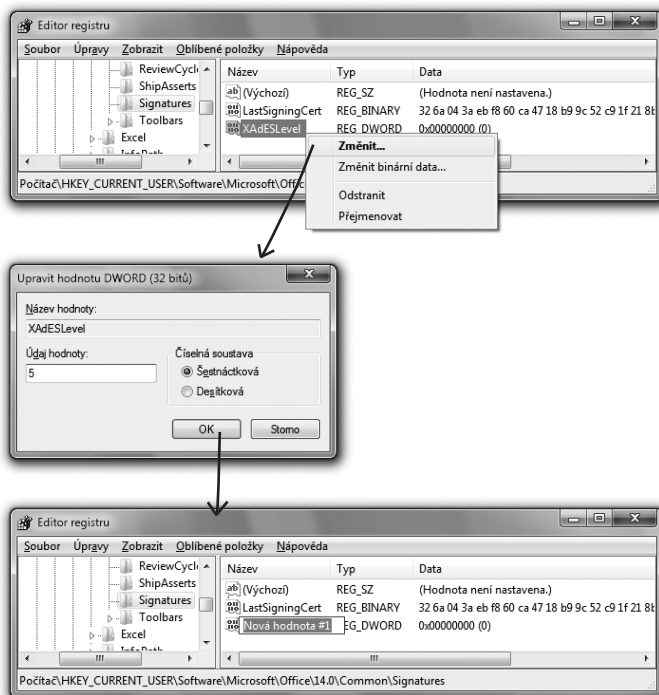 Editor registru
Soubor Úpravy Zobrazit Oblíbené položky Nápověda
ReviewCycl
ShipAsserts
Signatures
Toolbars
Excel
InfoPath
Název Typ Data
(Výchozí) REG_SZ (Hodnota není nastavena.)
LastSigningCert REG_BINARY 32 6a 04 3a eb f8 60 ca 47 18 b9 9c 52 c9 1f 21 8b
XAdESLevel REG_DWORD 0x00000000 (0)
Změnit...
Změnit binární data...
Odstranit
Přejmenovat
Počítač\HKEY_CURRENT_USER\Software\Microsoft\Offic
Upravit hodnotu DWORD (32 bitů)
Název hodnoty:
XAdESLevel
Údaj hodnoty:
5
Číselná soustava
Šestnáctková
Desítková
OK Storno
Editor registru
Soubor Úpravy Zobrazit Oblíbené položky Nápověda
ReviewCycl
ShipAsserts
Signatures
Toolbars
Excel
InfoPath
Název Typ Data
(Výchozí) REG_SZ (Hodnota není nastavena.)
LastSigningCert REG_BINARY 32 6a 04 3a eb f8 60 ca 47 18 b9 9c 52 c9 1f 21 8b
Nová hodnota #1 REG_DWORD 0x00000000 (0)
Počítač\HKEY_CURRENT_USER\Software\Microsoft\Office\14.0\Common\Signatures